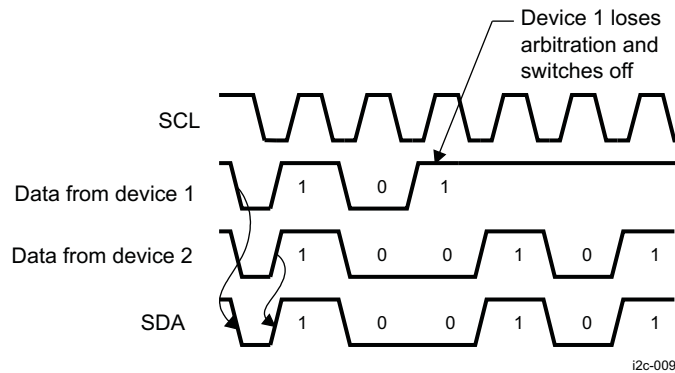 Device 1 loses
arbitration and
switches off
SCL
Data from device 1 1 0 1
Data from device 2 1 0 0 1 0 1
SDA 1 0 0 1 0 1
i2c-009